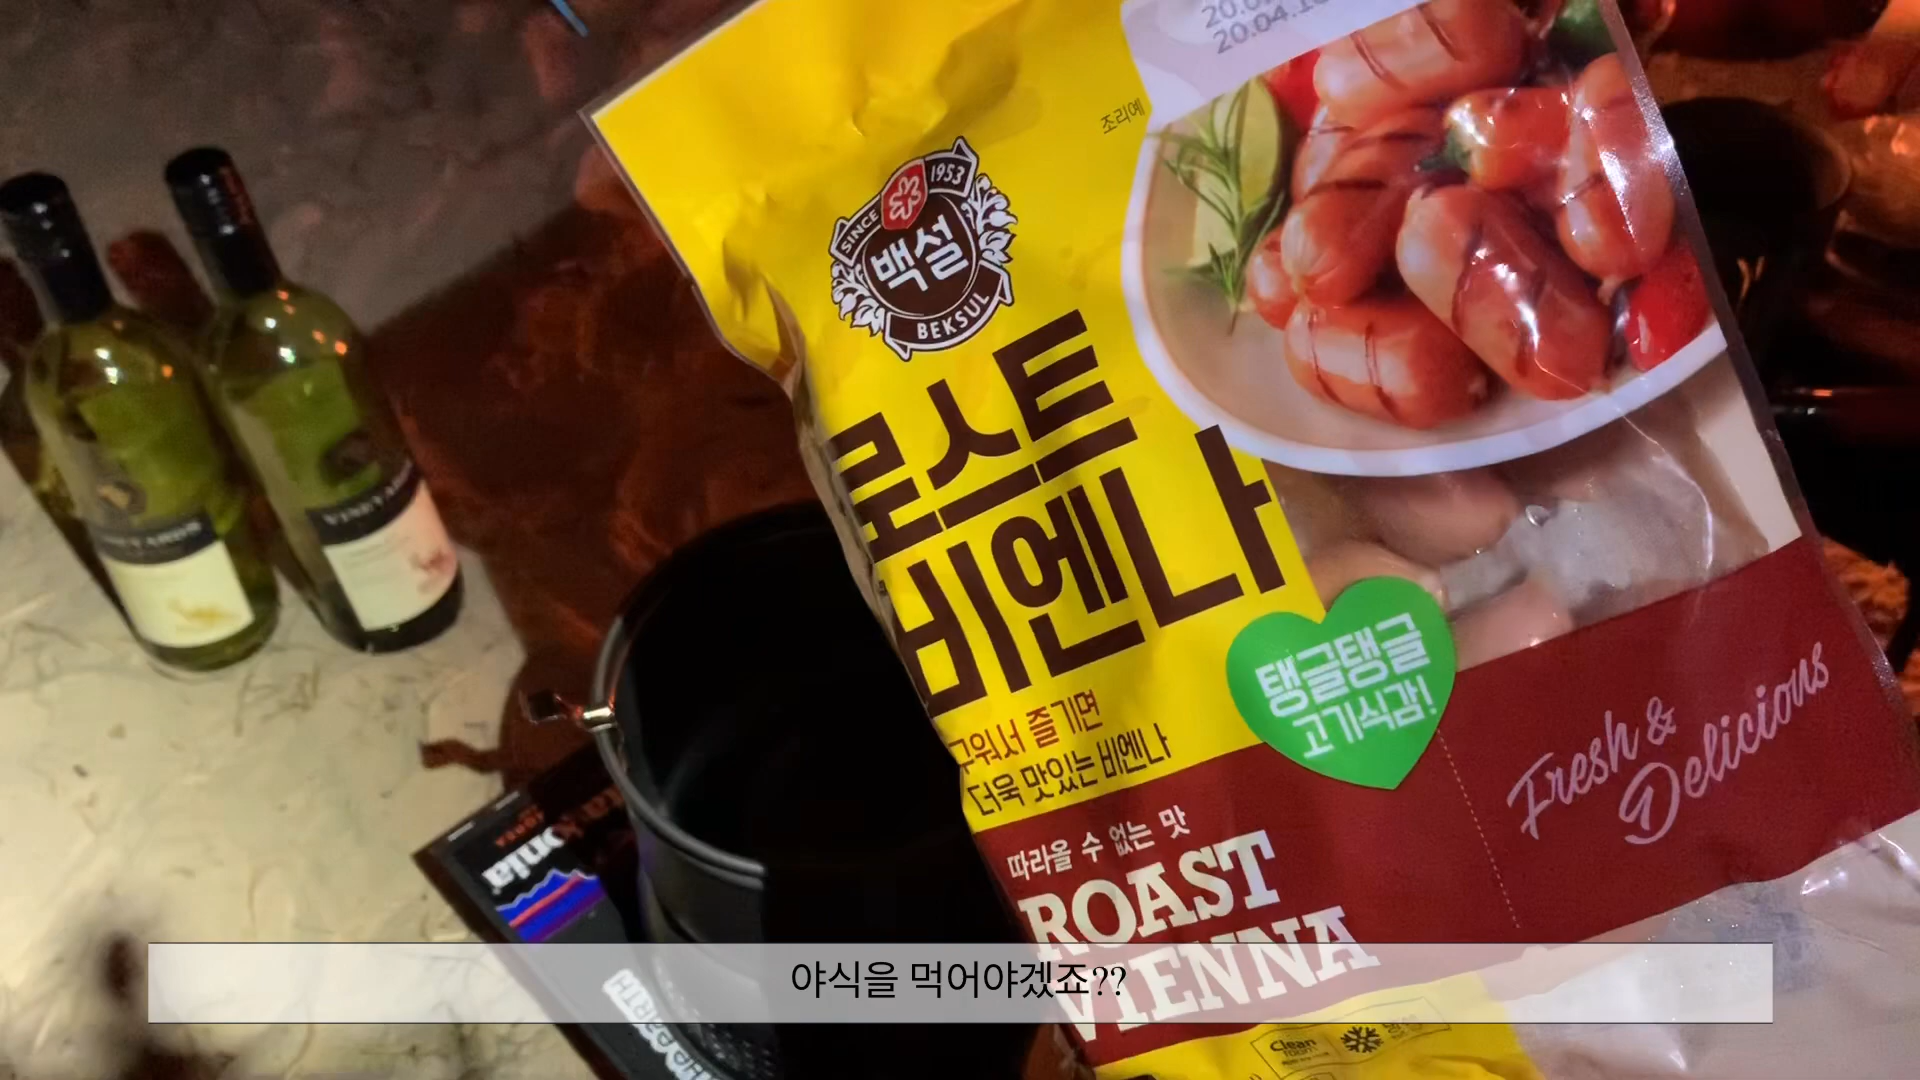 조리예
SINCE 1953
백설
BEKSUL
로스트
비엔나
구워서 즐기면
더욱 맛있는 비엔나
탱글탱글
고기식감!
따라올 수 없는 맛
ROAST
VIENNA
Fresh &
Delicious
Clean
야식을 먹어야겠죠??